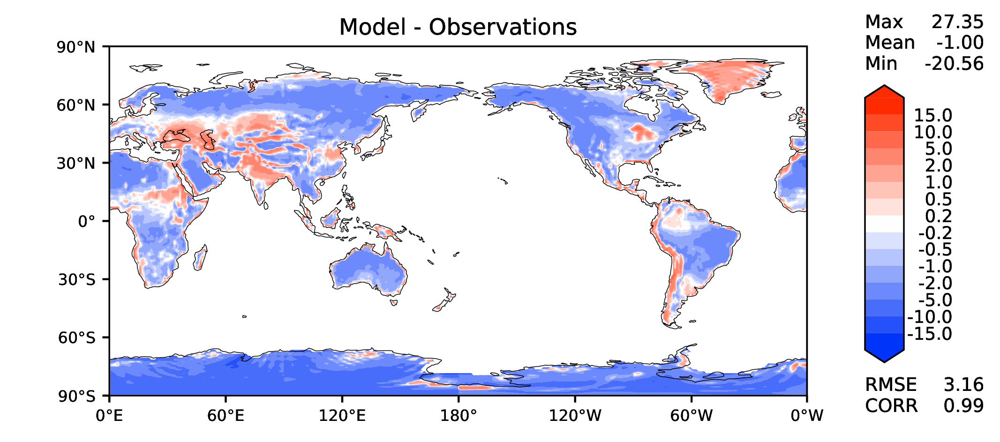 Model - Observations
Max 27.35
Mean -1.00
Min -20.56
90°N
60°N
30°N
0°
30°S
60°S
90°S
0°E 60°E 120°E 180° 120°W 60°W 0°W
15.0
10.0
5.0
2.0
1.0
0.5
0.2
-0.2
-0.5
-1.0
-2.0
-5.0
-10.0
-15.0
RMSE 3.16
CORR 0.99